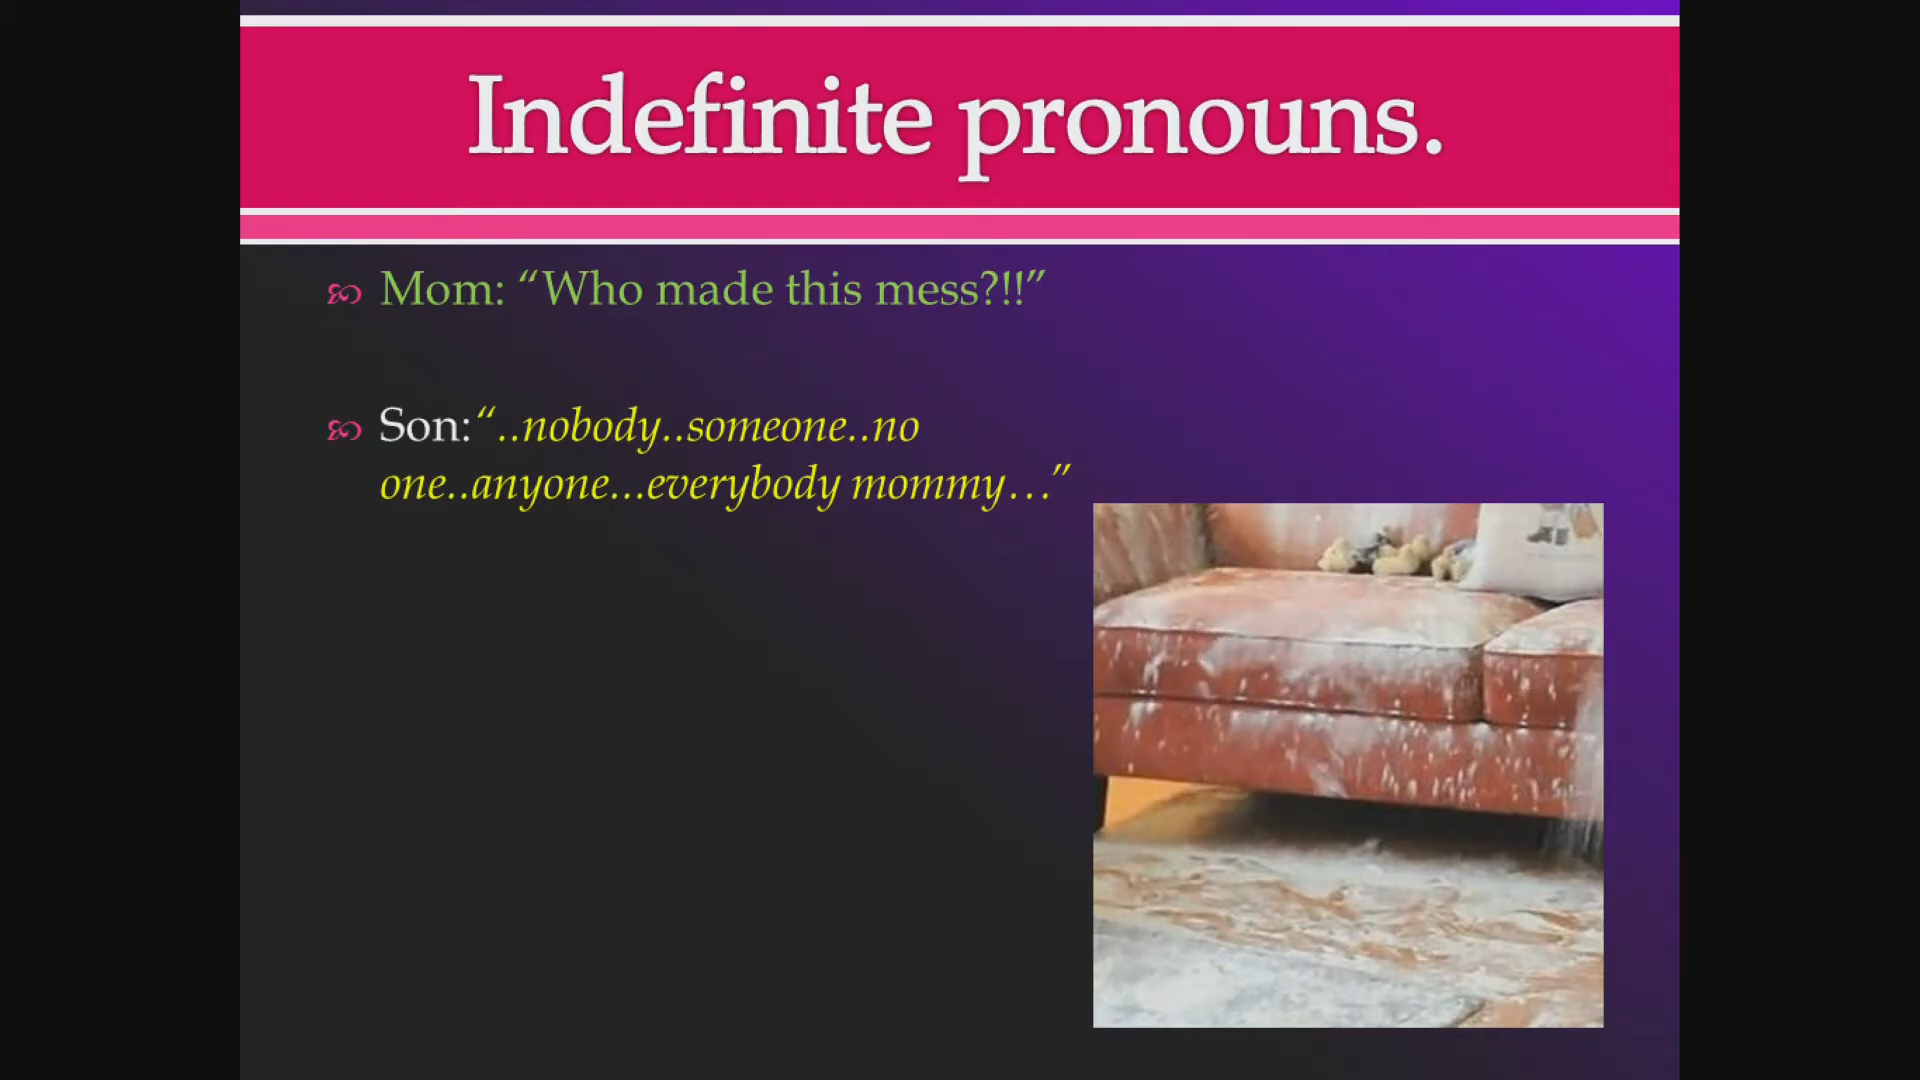 Indefinite pronouns.
Mom: “Who made this mess?!!”
Son:“..nobody..someone..no
one..anyone...everybody mommy…”